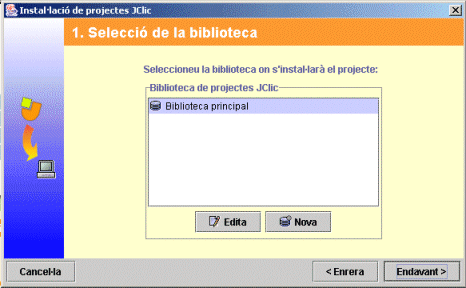 Instal·lació de projectes JClic
1. Selecció de la biblioteca
Seleccioneu la biblioteca on s'instal·larà el projecte:
Biblioteca de projectes JClic
Biblioteca principal
Edita
Nova
Cancel·la
< Enrera
Endavant >